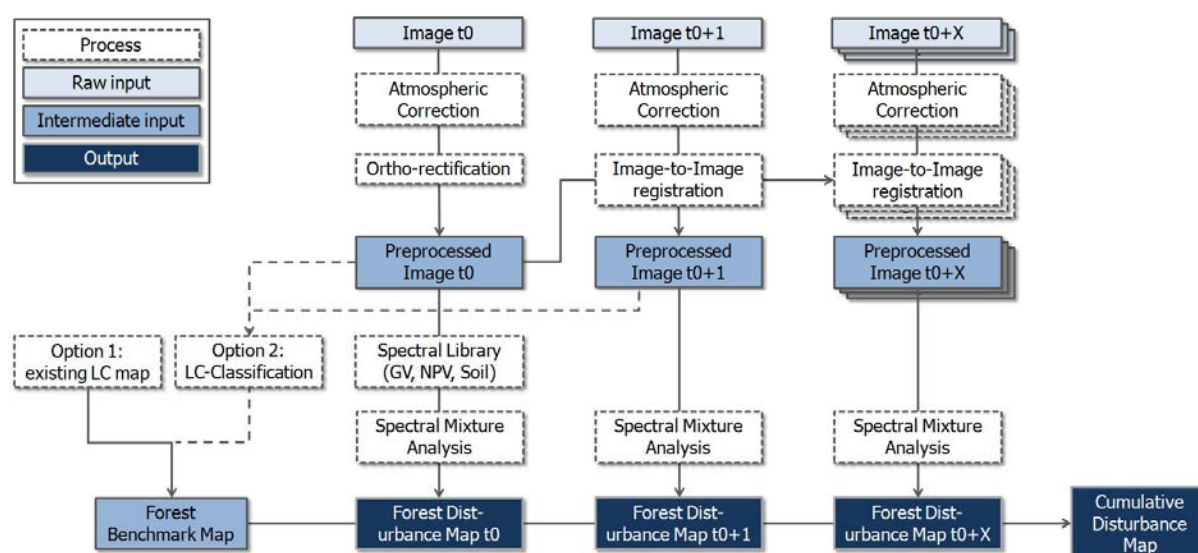 Process
Raw input
Intermediate input
Output
Image t0
Image t0+1
Image t0+X
Atmospheric
Correction
Atmospheric
Correction
Atmospheric
Correction
Ortho-rectification
Image-to-Image
registration
Image-to-Image
registration
Preprocessed
Image t0
Preprocessed
Image t0+1
Preprocessed
Image t0+X
Option 1:
existing LC map
Option 2:
LC-Classification
Spectral Library
(GV, NPV, Soil)
Spectral Mixture
Analysis
Spectral Mixture
Analysis
Spectral Mixture
Analysis
Forest
Benchmark Map
Forest Dist-
urbance Map t0
Forest Dist-
urbance Map t0+1
Forest Dist-
urbance Map t0+X
Cumulative
Disturbance
Map